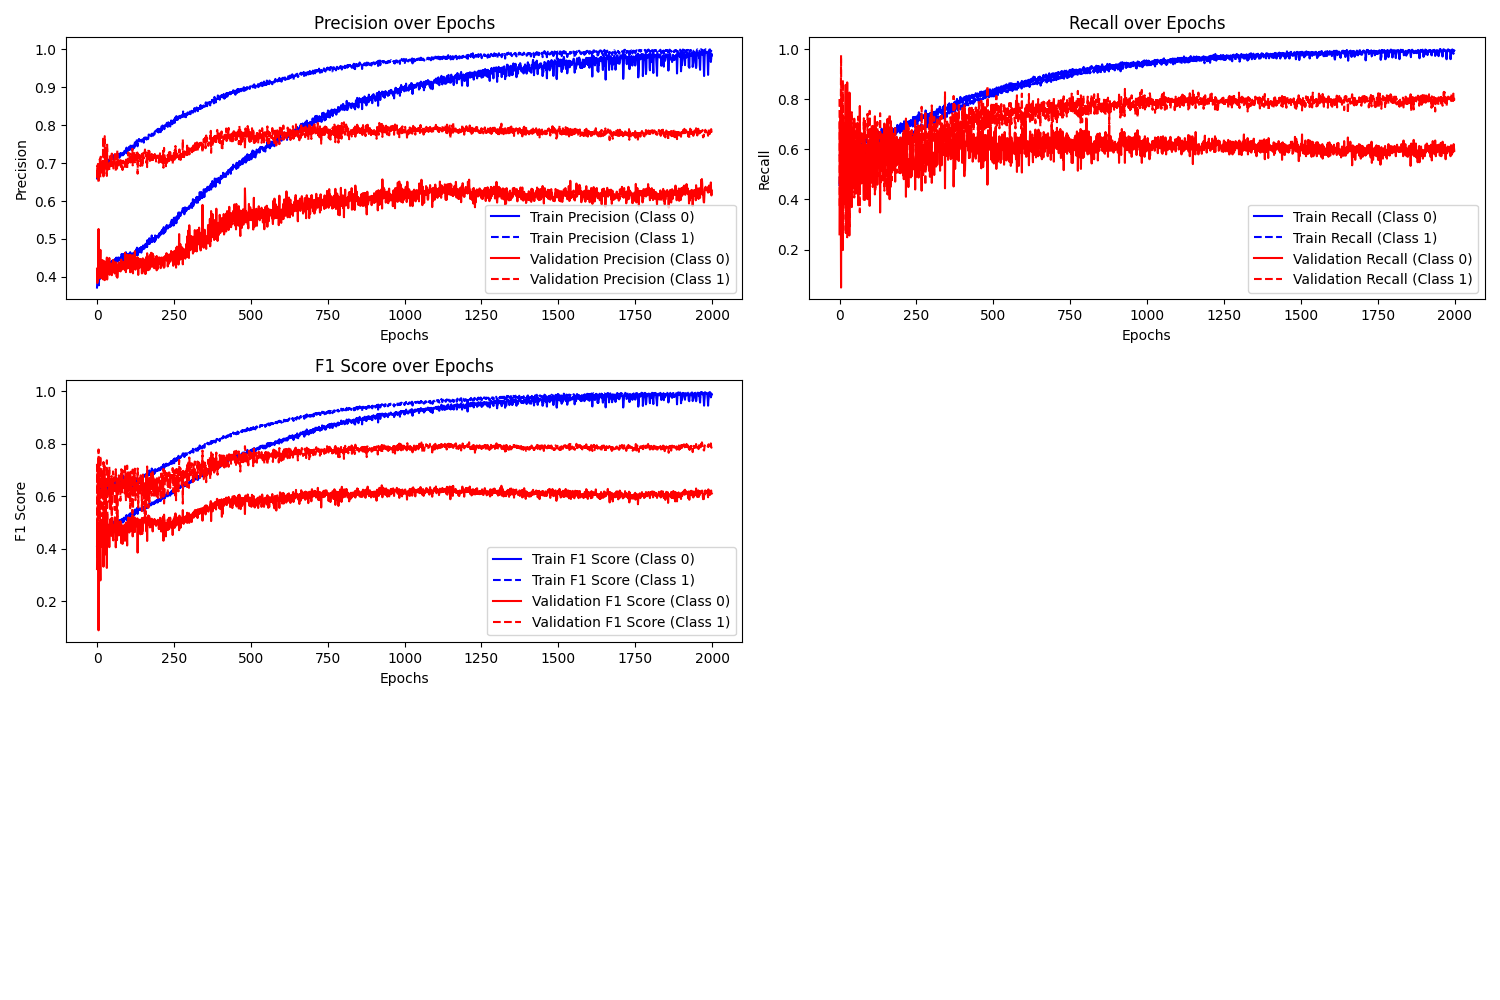 Precision over Epochs
Precision
1.0
0.9
0.8
0.7
0.6
0.5
0.4
Train Precision (Class 0)
Train Precision (Class 1)
Validation Precision (Class 0)
Validation Precision (Class 1)
0 250 500 750 1000 1250 1500 1750 2000
Epochs
Recall over Epochs
Recall
1.0
0.8
0.6
0.4
0.2
Train Recall (Class 0)
Train Recall (Class 1)
Validation Recall (Class 0)
Validation Recall (Class 1)
0 250 500 750 1000 1250 1500 1750 2000
Epochs
F1 Score over Epochs
F1 Score
1.0
0.8
0.6
0.4
0.2
Train F1 Score (Class 0)
Train F1 Score (Class 1)
Validation F1 Score (Class 0)
Validation F1 Score (Class 1)
0 250 500 750 1000 1250 1500 1750 2000
Epochs